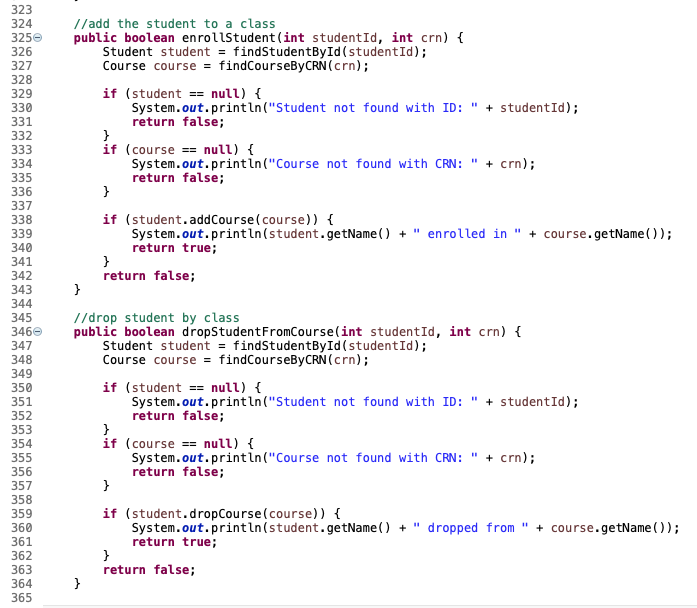 323
324     //add the student to a class
325     public boolean enrollStudent(int studentId, int crn) {
326         Student student = findStudentById(studentId);
327         Course course = findCourseByCRN(crn);
328
329         if (student == null) {
330             System.out.println("Student not found with ID: " + studentId);
331             return false;
332         }
333         if (course == null) {
334             System.out.println("Course not found with CRN: " + crn);
335             return false;
336         }
337
338         if (student.addCourse(course)) {
339             System.out.println(student.getName() + " enrolled in " + course.getName());
340             return true;
341         }
342         return false;
343     }
344
345     //drop student by class
346     public boolean dropStudentFromCourse(int studentId, int crn) {
347         Student student = findStudentById(studentId);
348         Course course = findCourseByCRN(crn);
349
350         if (student == null) {
351             System.out.println("Student not found with ID: " + studentId);
352             return false;
353         }
354         if (course == null) {
355             System.out.println("Course not found with CRN: " + crn);
356             return false;
357         }
358
359         if (student.dropCourse(course)) {
360             System.out.println(student.getName() + " dropped from " + course.getName());
361             return true;
362         }
363         return false;
364     }
365